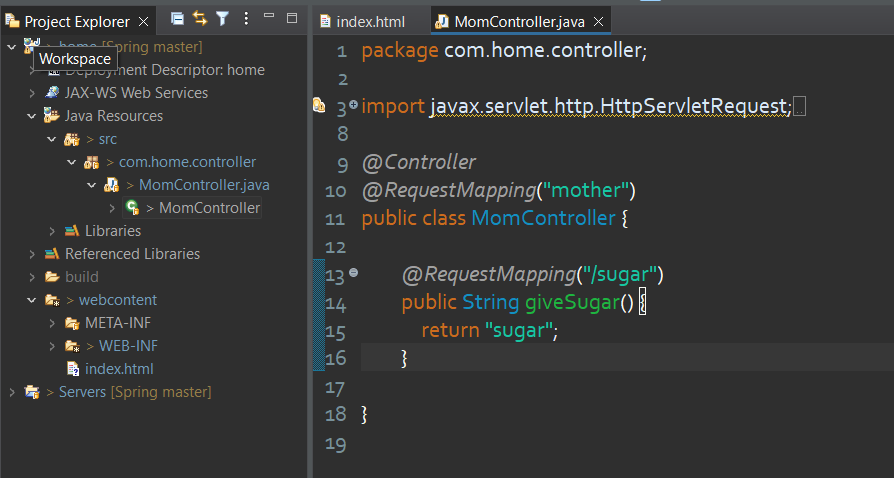 Project Explorer
index.html
MomController.java
home [Spring master]
Workspace
Deployment Descriptor: home
JAX-WS Web Services
Java Resources
> src
> com.home.controller
> MomController.java
> MomController
Libraries
Referenced Libraries
build
> webcontent
META-INF
> WEB-INF
index.html
> Servers [Spring master]
1 package com.home.controller;
2
3 import javax.servlet.http.HttpServletRequest;
8
9 @Controller
10 @RequestMapping("mother")
11 public class MomController {
12
13 @RequestMapping("/sugar")
14 public String giveSugar() {
15 return "sugar";
16 }
17
18 }
19